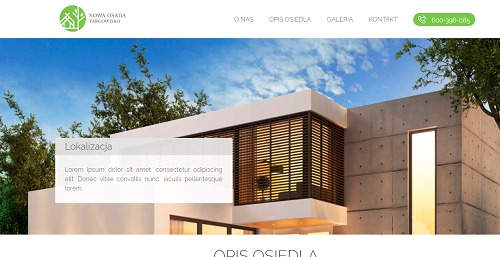 NOWA OSADA
TARGOWISKO
O NAS
OPIS OSIEDLA
GALERIA
KONTAKT
600-396-085
Lokalizacja
Lorem ipsum dolor sit amet, consectetur adipiscing
elit. Donec vitae convallis nunc, iaculis pellentesque
lorem.
OPIS OSIEDLA